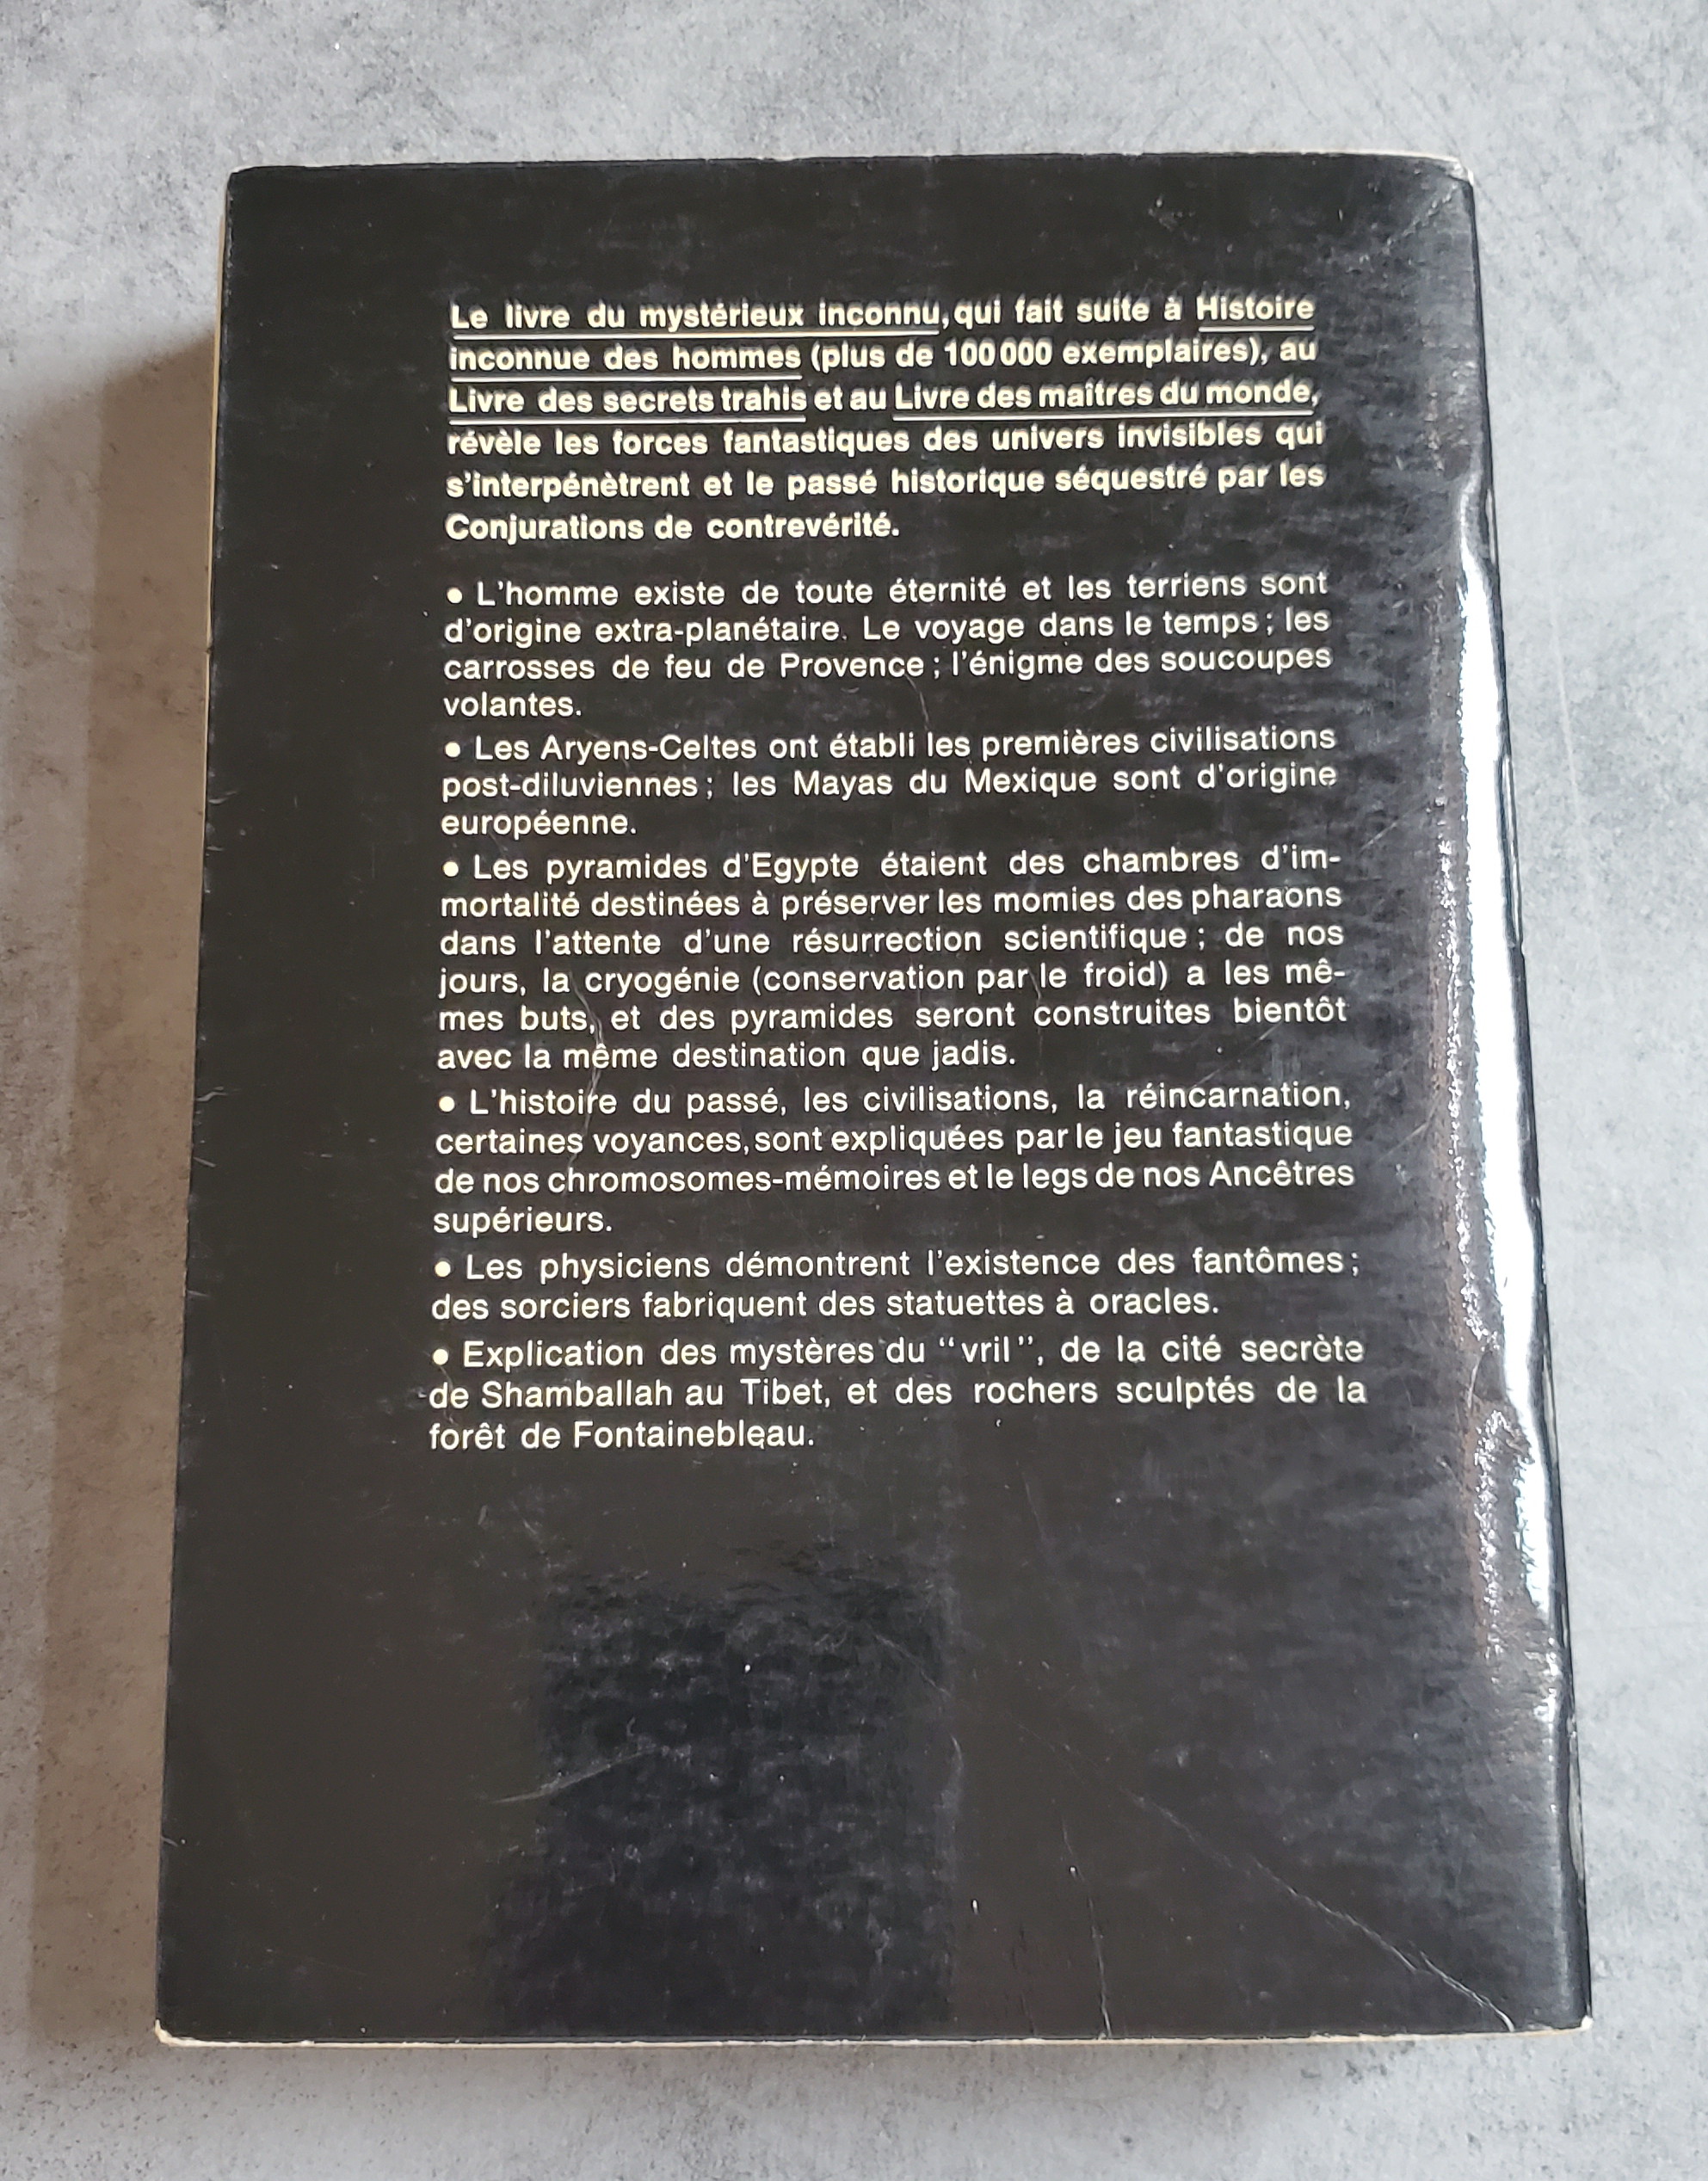 Le livre du mystérieux inconnu, qui fait suite à Histoire
inconnue des hommes (plus de 100 000 exemplaires), au
Livre des secrets trahis et au Livre des maîtres du monde,
révèle les forces fantastiques des univers invisibles qui
s'interpénètrent et le passé historique séquestré par les
Conjurations de contrevérité.
• L'homme existe de toute éternité et les terriens sont
d'origine extra-planétaire. Le voyage dans le temps ; les
carrosses de feu de Provence ; l'énigme des soucoupes
volantes.
• Les Aryens-Celtes ont établi les premières civilisations
post-diluviennes ; les Mayas du Mexique sont d'origine
européenne.
• Les pyramides d'Egypte étaient des chambres d'im-
mortalité destinées à préserver les momies des pharaons
dans l'attente d'une résurrection scientifique ; de nos
jours, la cryogénie (conservation par le froid) a les mê-
mes buts, et des pyramides seront construites bientôt
avec la même destination que jadis.
• L'histoire du passé, les civilisations, la réincarnation,
certaines voyances, sont expliquées par le jeu fantastique
de nos chromosomes-mémoires et le legs de nos Ancêtres
supérieurs.
• Les physiciens démontrent l'existence des fantômes ;
des sorciers fabriquent des statuettes à oracles.
• Explication des mystères du "vril", de la cité secrète
de Shamballah au Tibet, et des rochers sculptés de la
forêt de Fontainebleau.